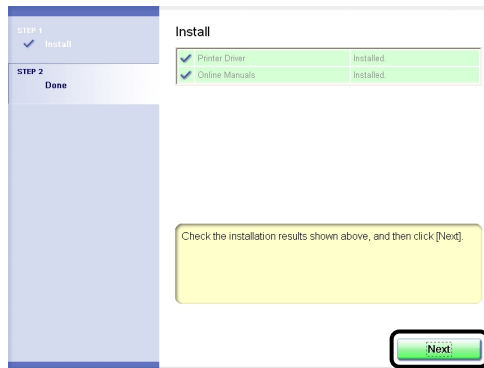 STEP 1
Install
STEP 2
Done
Install
Printer Driver Installed.
Online Manuals Installed.
Check the installation results shown above, and then click [Next].
Next